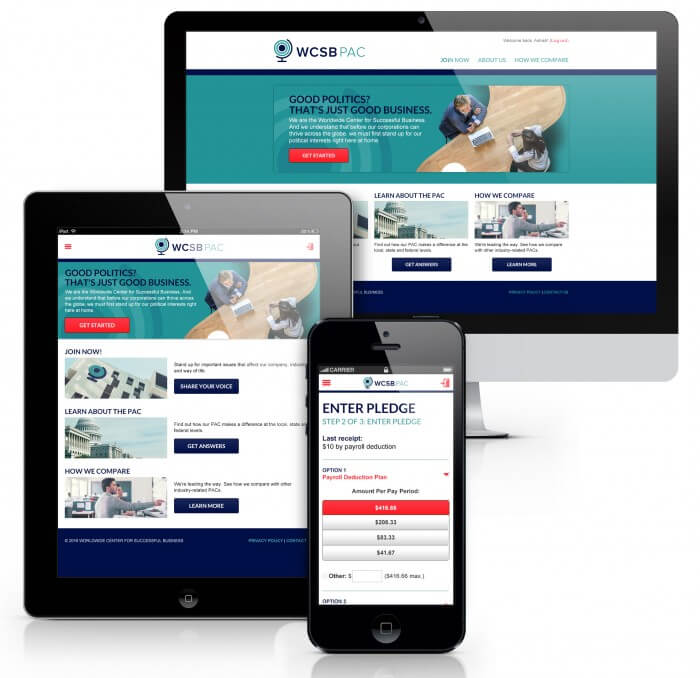 WCSB PAC
Welcome back, Ashish! (Log out)
JOIN NOW ABOUT US HOW WE COMPARE
GOOD POLITICS?
THAT'S JUST GOOD BUSINESS.
We are the Worldwide Center for Successful Business.
And we understand that before our corporations can
thrive across the globe, we must first stand up for our
political interests right here at home.
GET STARTED
LEARN ABOUT THE PAC
Find out how our PAC makes a difference at the
local, state and federal levels.
GET ANSWERS
HOW WE COMPARE
We're leading the way. See how we compare
with other industry-related PACs.
LEARN MORE
BUSINESS
PRIVACY POLICY | CONTACT US
iPad
PM
WCSB PAC
GOOD POLITICS?
THAT'S JUST GOOD BUSINESS.
We are the Worldwide Center for Successful Business. And we
understand that before our corporations can thrive across
the globe, we must first stand up for our political interests right
here at home.
GET STARTED
JOIN NOW!
Stand up for important issues that affect our company, industry
and way of life.
SHARE YOUR VOICE
LEARN ABOUT THE PAC
Find out how our PAC makes a difference at the local, state and
federal levels.
GET ANSWERS
HOW WE COMPARE
We're leading the way. See how we compare with other
industry-related PACs.
LEARN MORE
© 2016 WORLDWIDE CENTER FOR SUCCESSFUL BUSINESS
PRIVACY POLICY | CONTACT
CARRIER
WCSB PAC
ENTER PLEDGE
STEP 2 OF 3: ENTER PLEDGE
Last receipt:
$10 by payroll deduction
OPTION 1
Payroll Deduction Plan
Amount Per Pay Period:
$416.66
$208.33
$83.33
$41.67
Other: $ ($416.66 max.)
OPTION